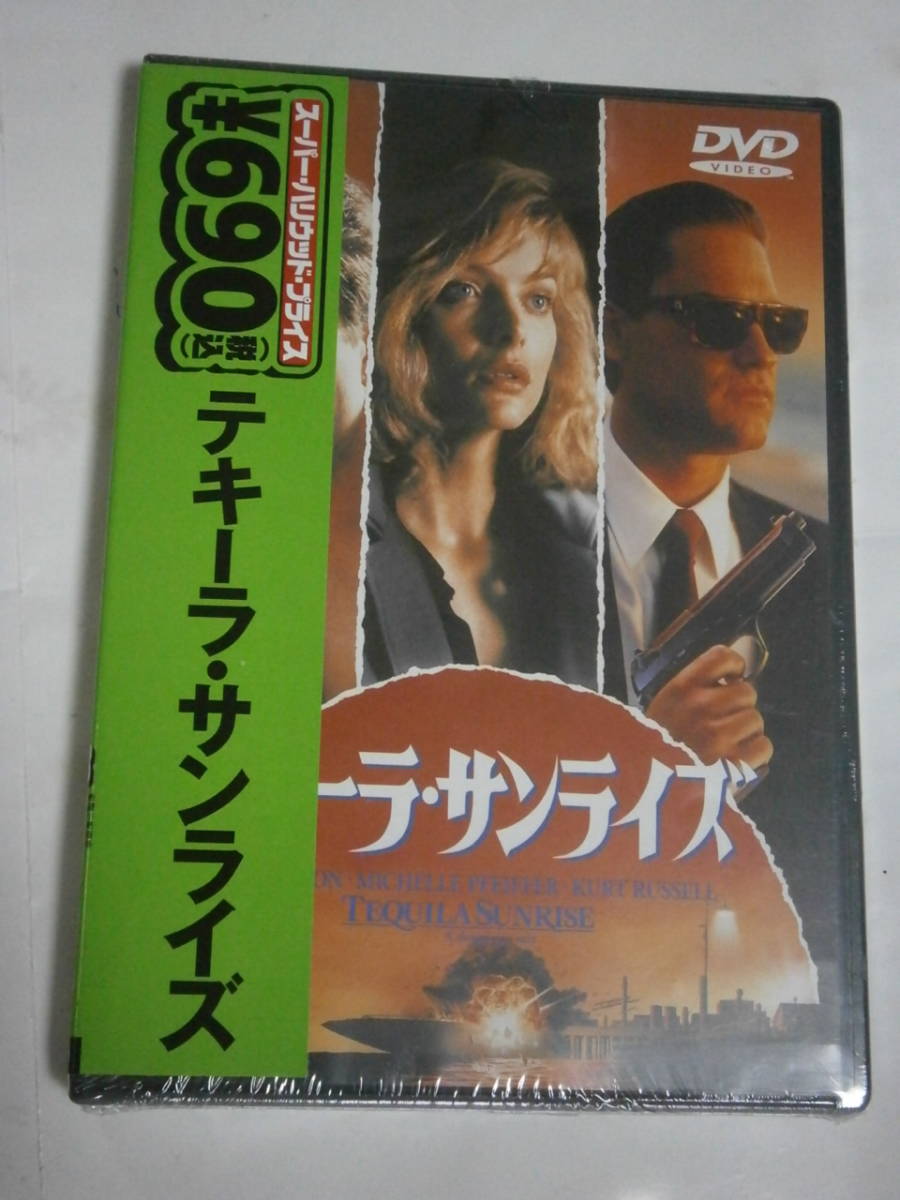 スーパー・ハリウッド・プライス
¥690
(税込)
テキーラ・サンライズ
DVD
VIDEO
ーラ・サンライズ
ON · MICHELLE PFEIFFER · KURT RUSSELL
TEQUILA SUNRISE